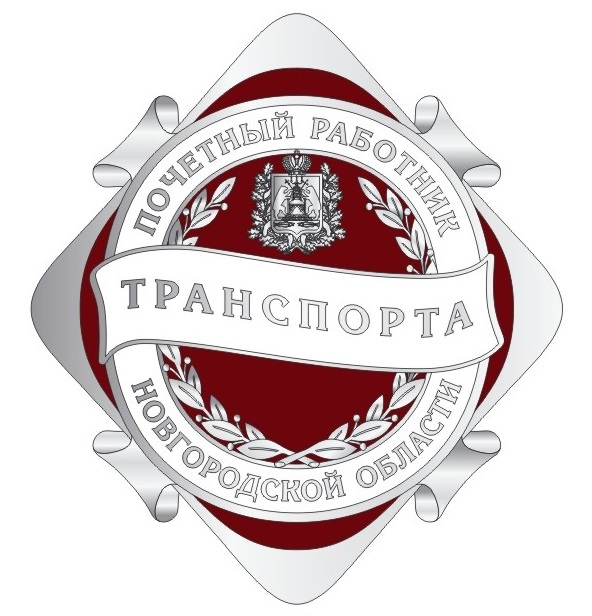 ПОЧЕТНЫЙ РАБОТНИК
ТРАНСПОРТА
НОВГОРОДСКОЙ ОБЛАСТИ